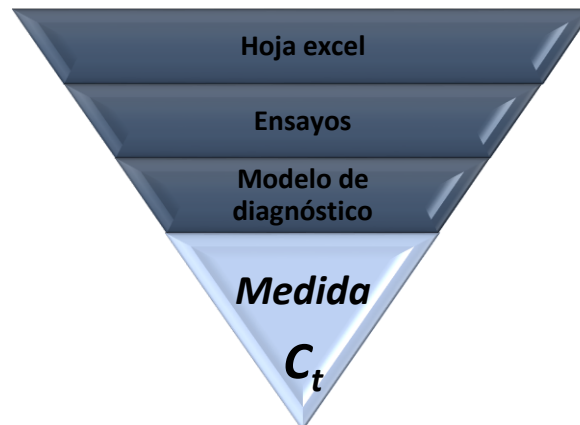 Hoja excel
Ensayos
Modelo de
diagnóstico
Medida
Ct